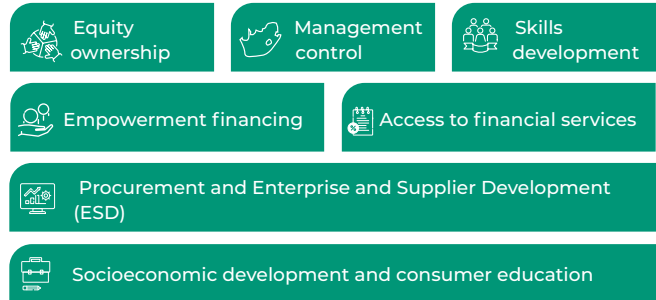 Equity
ownership
Management
control
Skills
development
Empowerment financing
Access to financial services
Procurement and Enterprise and Supplier Development
(ESD)
Socioeconomic development and consumer education